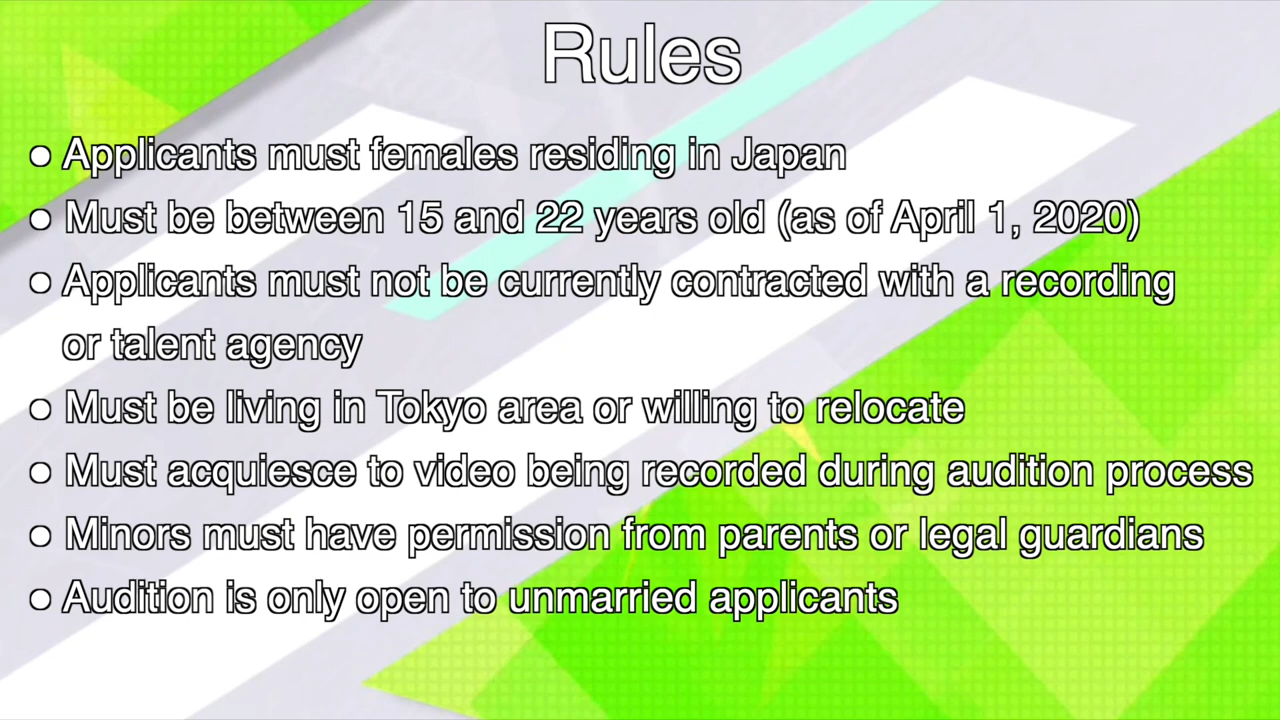 Rules
● Applicants must females residing in Japan
● Must be between 15 and 22 years old (as of April 1, 2020)
● Applicants must not be currently contracted with a recording
or talent agency
● Must be living in Tokyo area or willing to relocate
● Must acquiesce to video being recorded during audition process
● Minors must have permission from parents or legal guardians
● Audition is only open to unmarried applicants